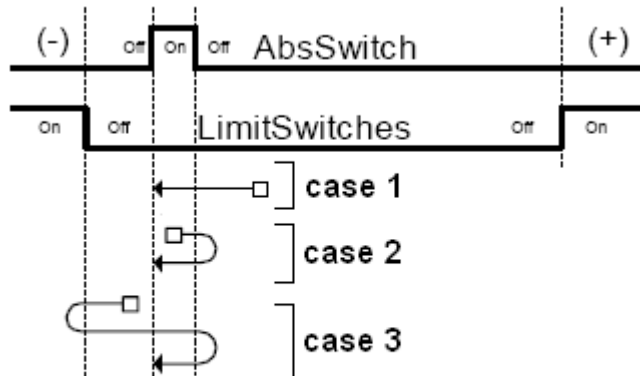 (-) Off On Off AbsSwitch (+)
On Off LimitSwitches Off On
case 1
case 2
case 3